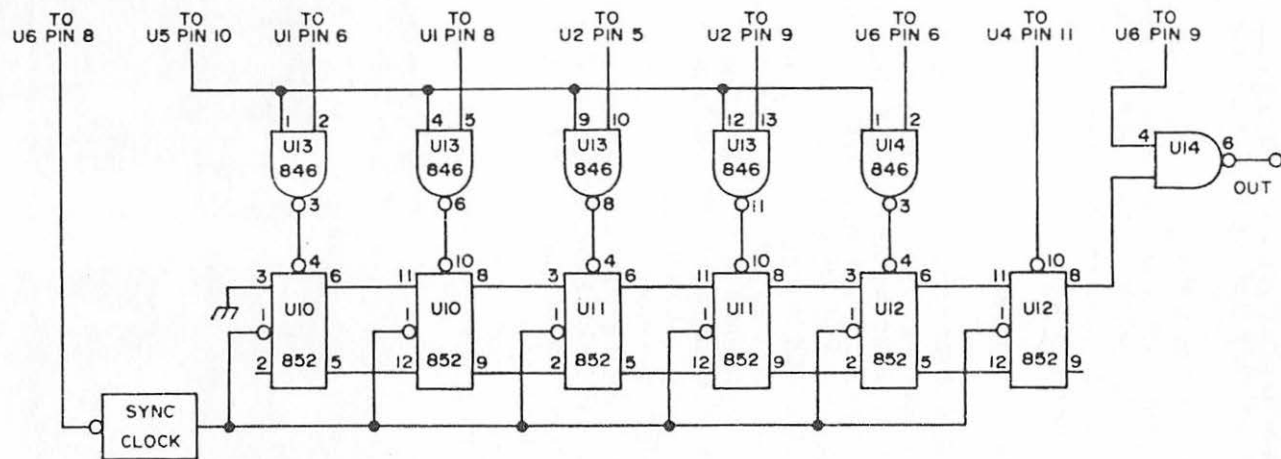 TO
U6 PIN 8
TO
U5 PIN 10
TO
U1 PIN 6
TO
U1 PIN 8
TO
U2 PIN 5
TO
U2 PIN 9
TO
U6 PIN 6
TO
U4 PIN 11
TO
U6 PIN 9
1 2
U13
846
3
4 5
U13
846
6
9 10
U13
846
8
12 13
U13
846
11
1 2
U14
846
3
4
U14
6
OUT
4
3 6
U10
1
852
2 5
10
11 8
U10
1
852
12 9
4
3 6
U11
1
852
2 5
10
11 8
U11
1
852
12 9
4
3 6
U12
1
852
2 5
10
11 8
U12
1
852
12 9
SYNC
CLOCK